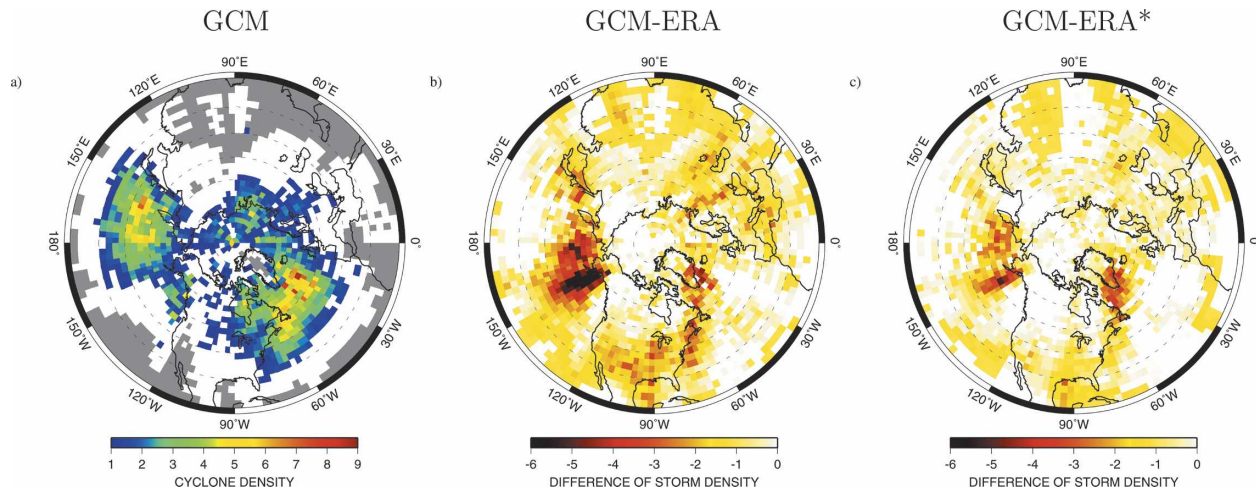 GCM
GCM-ERA
GCM-ERA*
a)
90˚E
60˚E
30˚E
0˚
30˚W
60˚W
90˚W
120˚W
150˚W
180˚
150˚E
120˚E
1 2 3 4 5 6 7 8 9
CYCLONE DENSITY
b)
90˚E
60˚E
30˚E
0˚
30˚W
60˚W
90˚W
120˚W
150˚W
180˚
150˚E
120˚E
-6 -5 -4 -3 -2 -1 0
DIFFERENCE OF STORM DENSITY
c)
90˚E
60˚E
30˚E
0˚
30˚W
60˚W
90˚W
120˚W
150˚W
180˚
150˚E
120˚E
-6 -5 -4 -3 -2 -1 0
DIFFERENCE OF STORM DENSITY